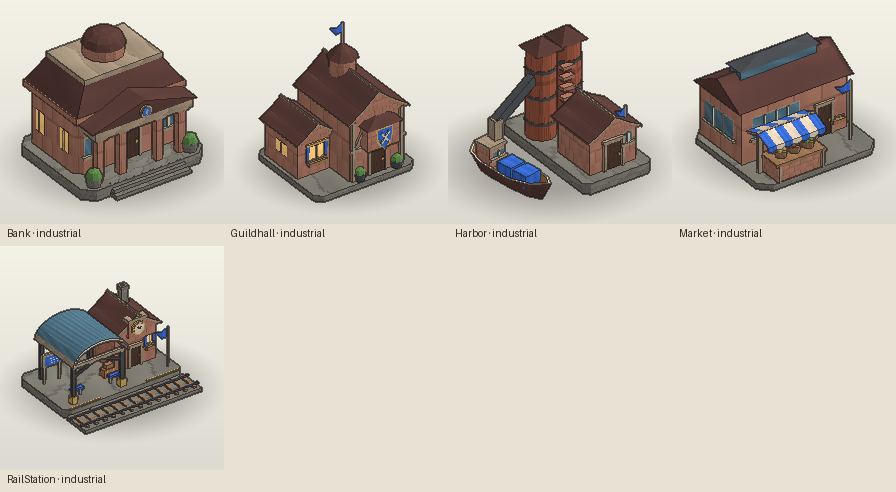 Bank · industrial
Guildhall · industrial
Harbor · industrial
Market · industrial
RailStation · industrial